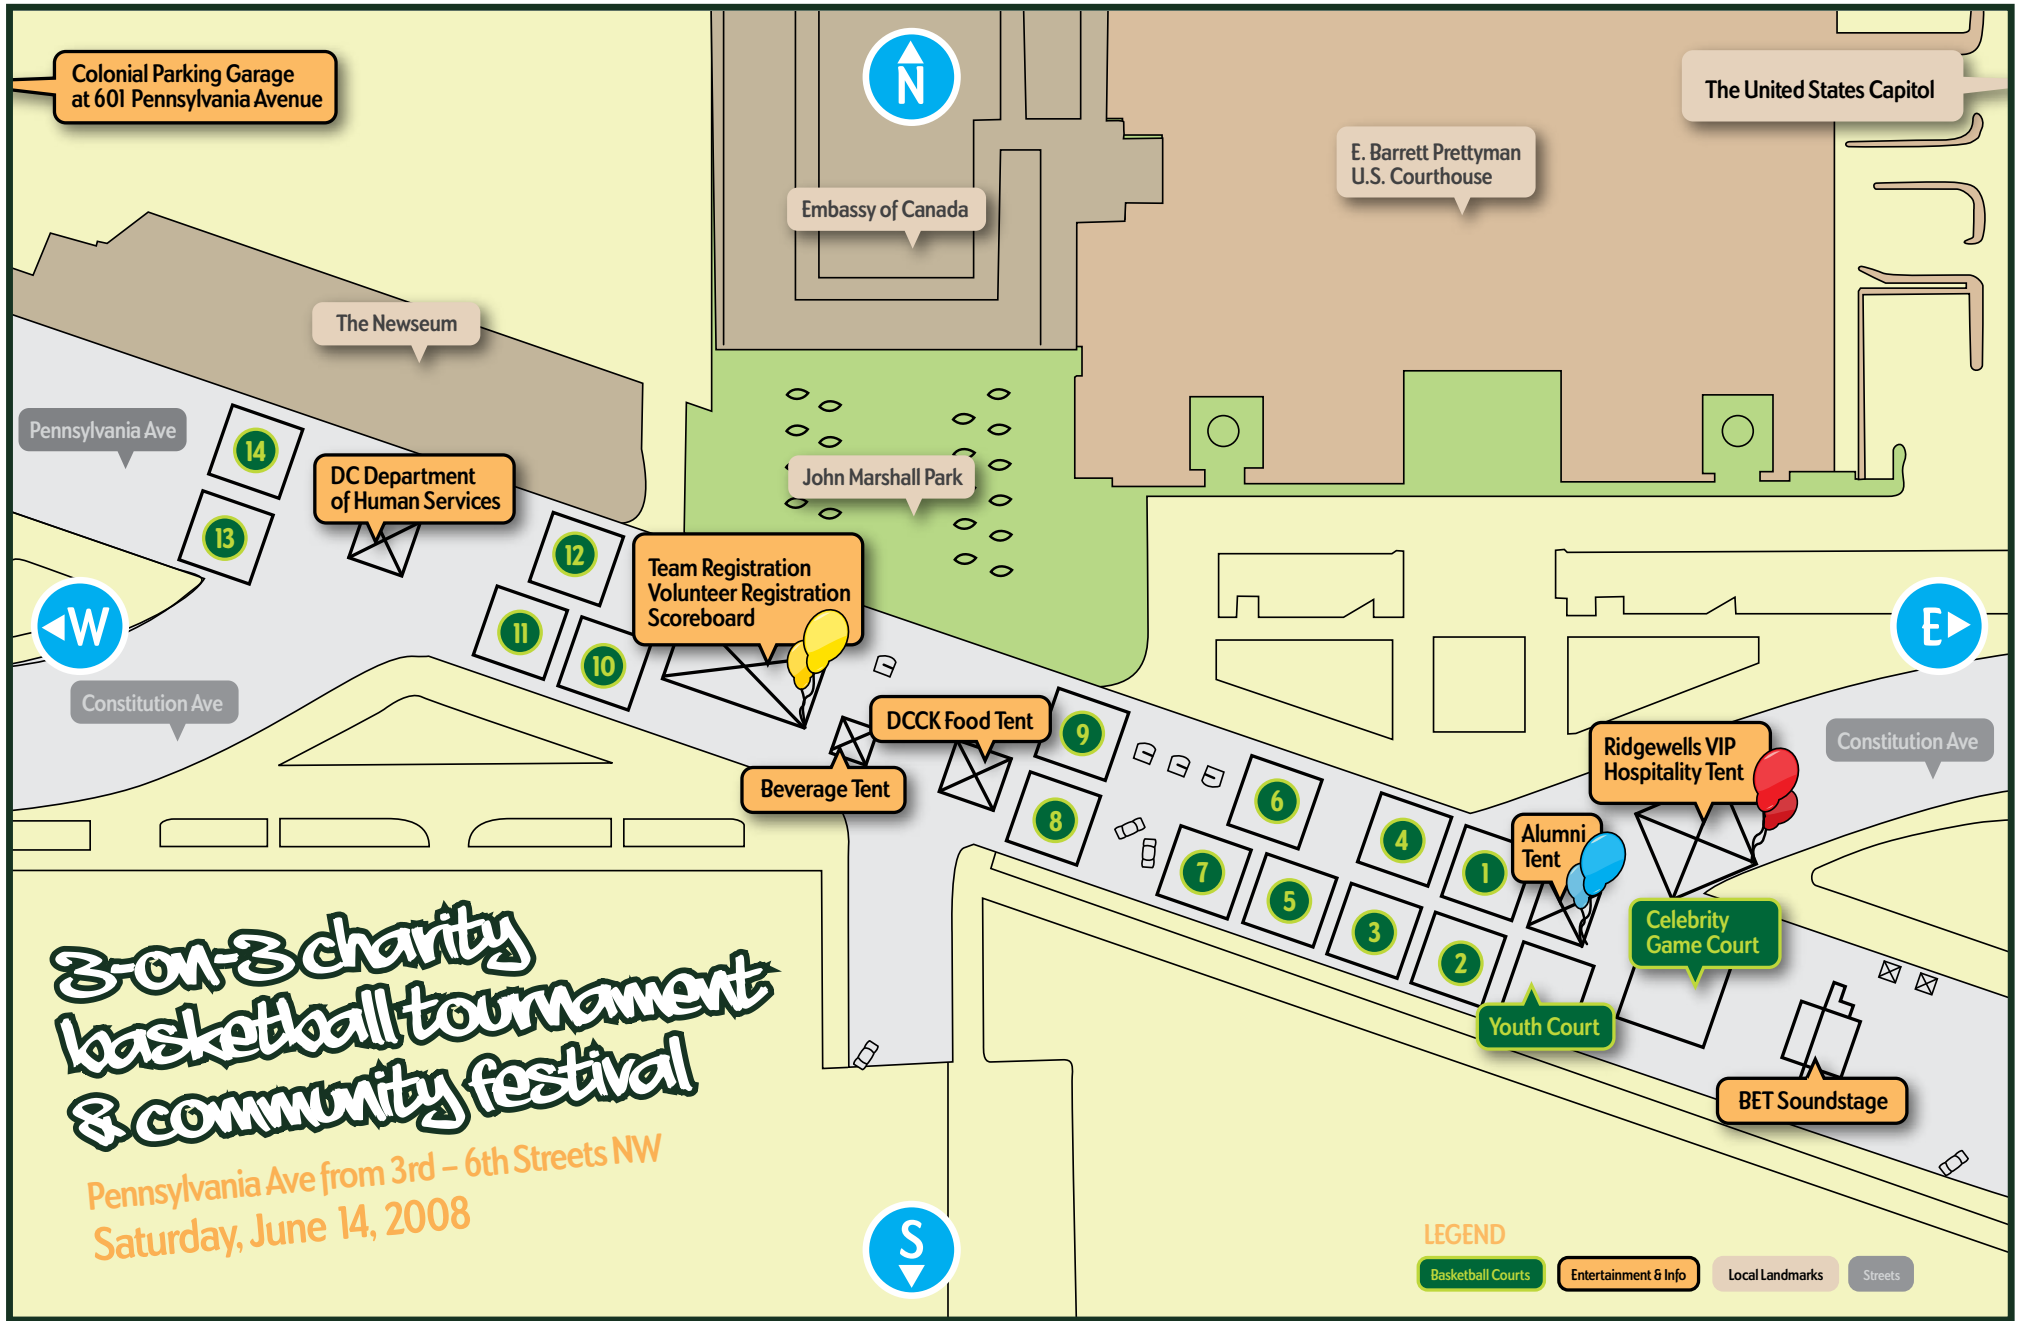 Colonial Parking Garage
at 601 Pennsylvania Avenue
N
The United States Capitol
E. Barrett Prettyman
U.S. Courthouse
Embassy of Canada
The Newseum
Pennsylvania Ave
14
DC Department
of Human Services
John Marshall Park
13
12
Team Registration
Volunteer Registration
Scoreboard
W
E
11
10
Constitution Ave
DCCK Food Tent
9
Beverage Tent
8
6
Ridgewells VIP
Hospitality Tent
Constitution Ave
4
Alumni
Tent
1
7
5
3
2
Celebrity
Game Court
Youth Court
BET Soundstage
3-on-3 charity
basketball tournament
& community festival
Pennsylvania Ave from 3rd – 6th Streets NW
Saturday, June 14, 2008
S
LEGEND
Basketball Courts
Entertainment & Info
Local Landmarks
Streets